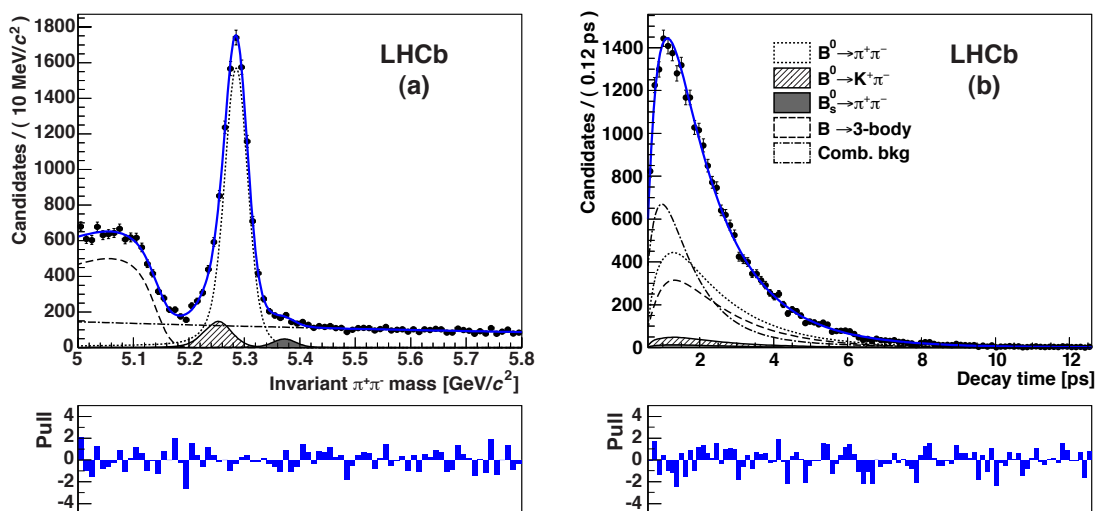 LHCb
(a)
Candidates / ( 10 MeV/c²)
1800
1600
1400
1200
1000
800
600
400
200
0
5
5.1
5.2
5.3
5.4
5.5
5.6
5.7
5.8
Invariant π⁺π⁻ mass [GeV/c²]
Pull
4
2
0
-2
-4
LHCb
(b)
Candidates / ( 0.12 ps)
1400
1200
1000
800
600
400
200
0
B⁰→π⁺π⁻
B⁰→K⁺π⁻
B⁰ₛ→π⁺π⁻
B →3-body
Comb. bkg
2
4
6
8
10
12
Decay time [ps]
Pull
4
2
0
-2
-4